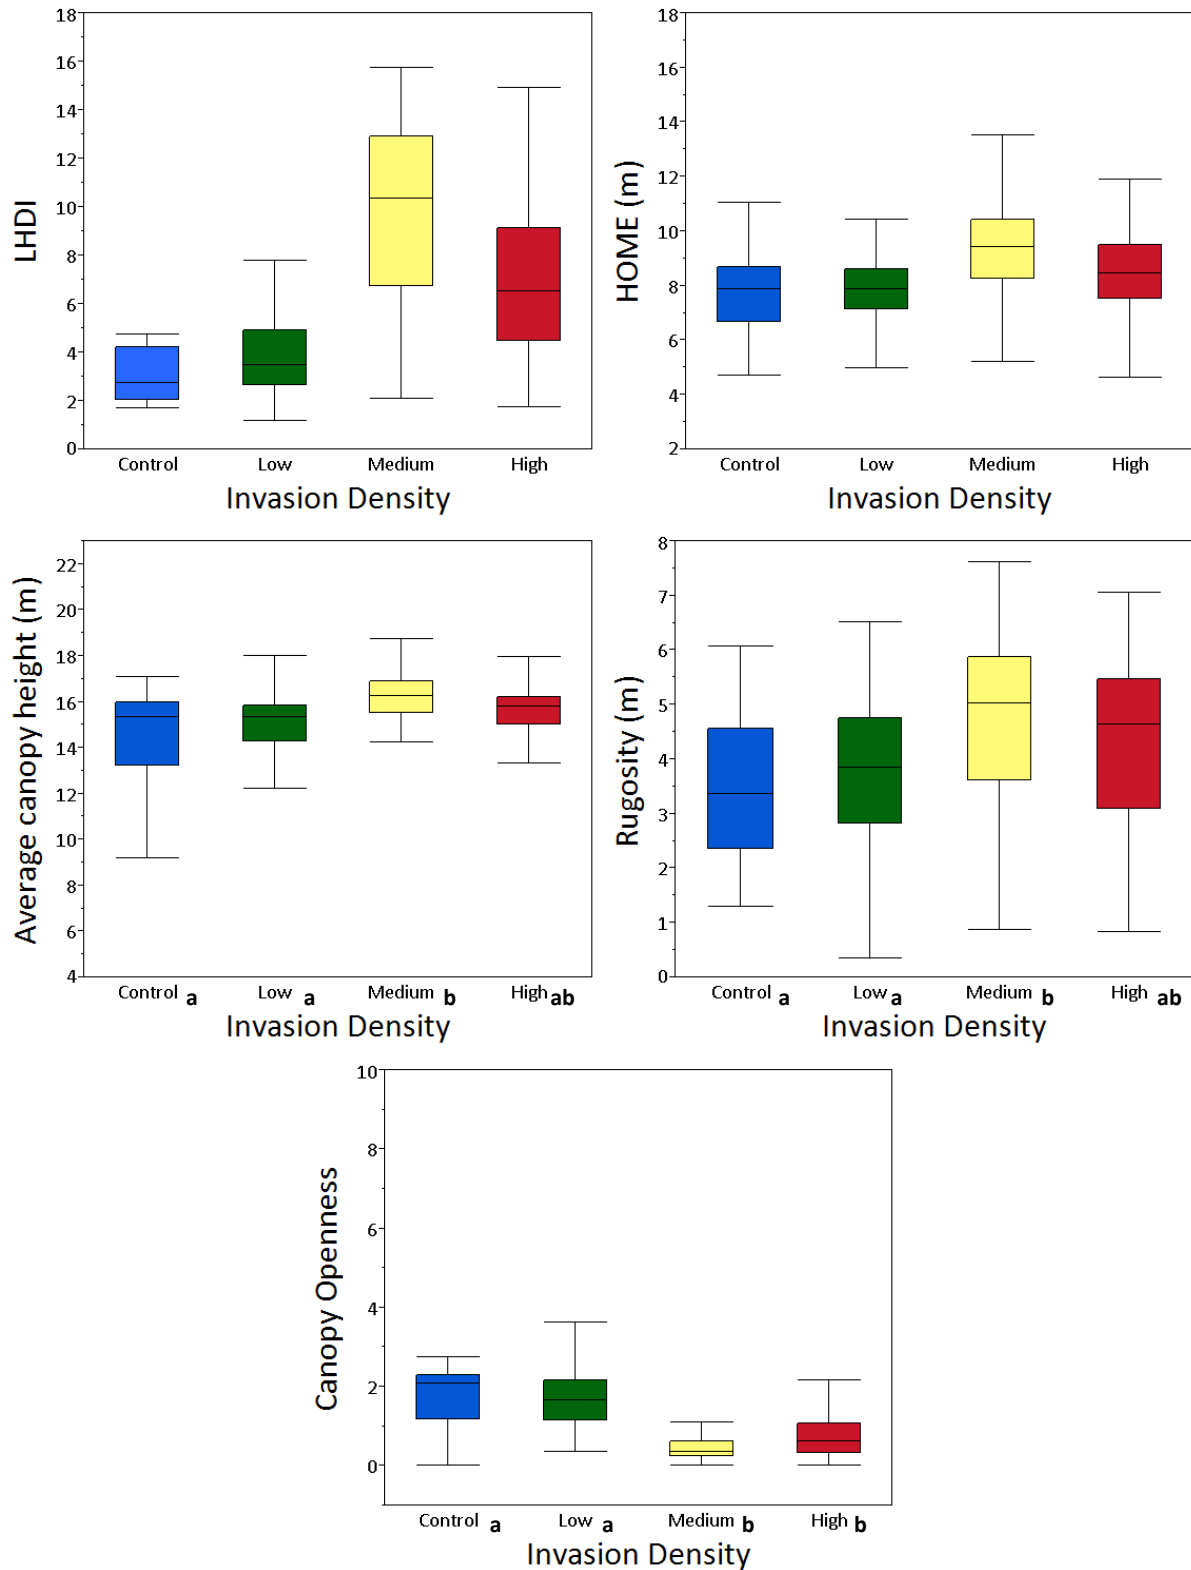 LHDI
18
16
14
12
10
8
6
4
2
0
Control Low Medium High
Invasion Density
HOME (m)
18
16
14
12
10
8
6
4
2
Control Low Medium High
Invasion Density
Average canopy height (m)
22
20
18
16
14
12
10
8
6
4
Control a Low a Medium b High ab
Invasion Density
Rugosity (m)
8
7
6
5
4
3
2
1
0
Control a Low a Medium b High ab
Invasion Density
Canopy Openness
10
8
6
4
2
0
Control a Low a Medium b High b
Invasion Density